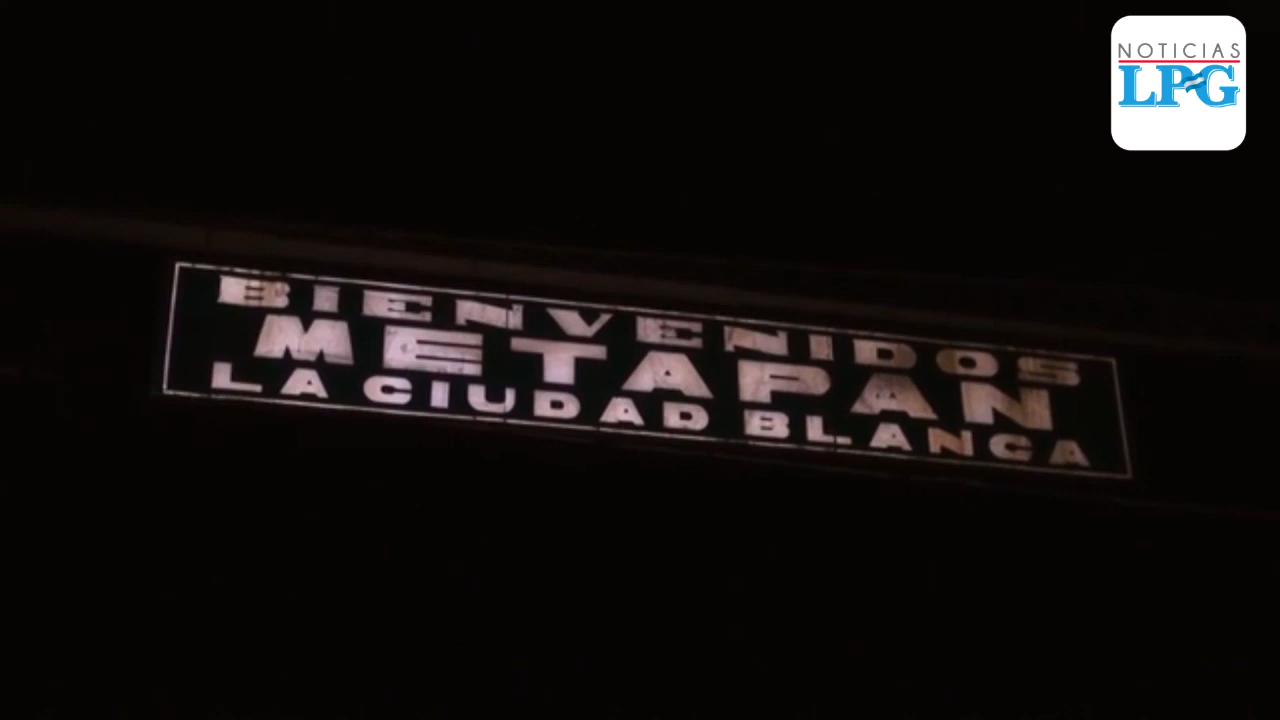 NOTICIAS
LPG
BIENVENIDOS
METAPAN
LA CIUDAD BLANCA